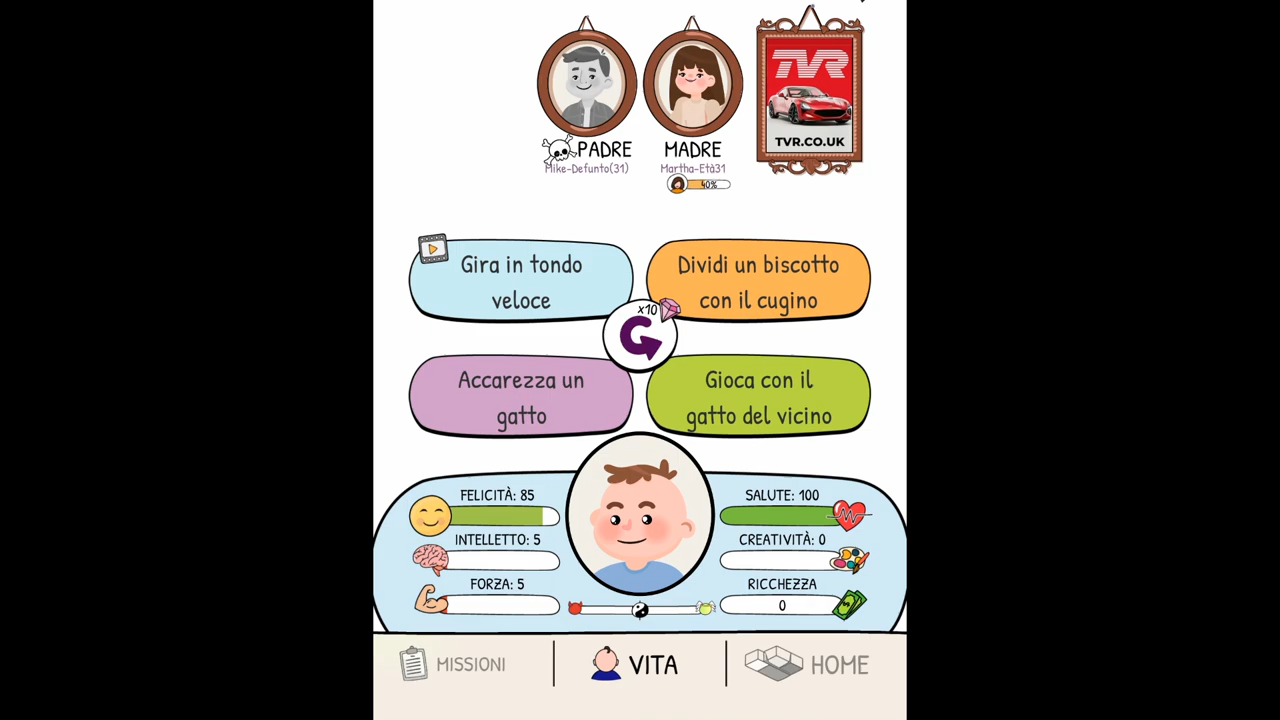 TVR
TVR.CO.UK
PADRE
Mike-Defunto(31)
MADRE
Martha-Età31
40%
Gira in tondo
veloce
Dividi un biscotto
con il cugino
x10
Accarezza un
gatto
Gioca con il
gatto del vicino
FELICITÀ: 85
SALUTE: 100
INTELLETTO: 5
CREATIVITÀ: 0
FORZA: 5
RICCHEZZA
0
MISSIONI
VITA
HOME